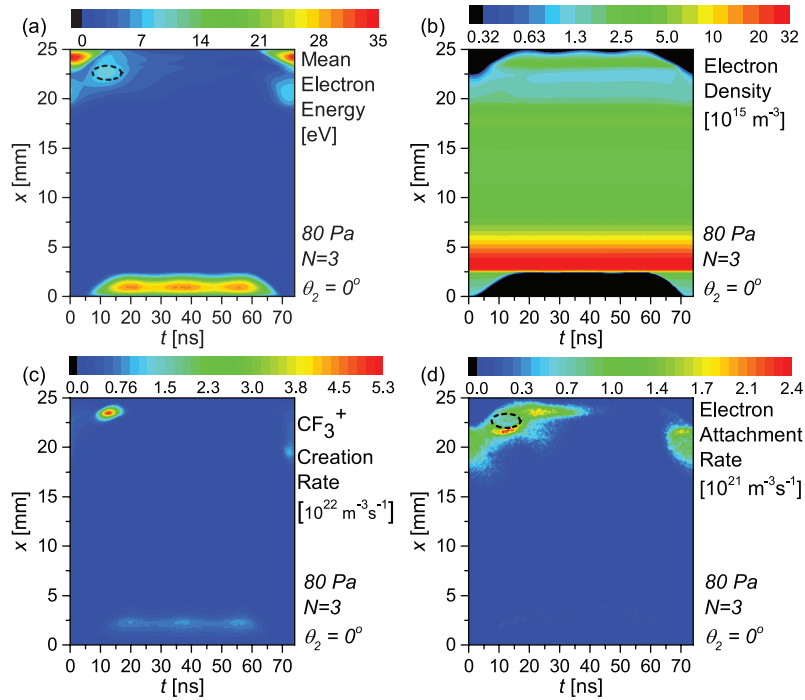 (a)
0 7 14 21 28 35
25
20
15
10
5
0
x [mm]
Mean
Electron
Energy
[eV]
80 Pa
N=3
θ₂ = 0°
0 10 20 30 40 50 60 70
t [ns]
(b)
0.32 0.63 1.3 2.5 5.0 10 20 32
25
20
15
10
5
0
x [mm]
Electron
Density
[10¹⁵ m⁻³]
80 Pa
N=3
θ₂ = 0°
0 10 20 30 40 50 60 70
t [ns]
(c)
0.0 0.76 1.5 2.3 3.0 3.8 4.5 5.3
25
20
15
10
5
0
x [mm]
CF₃⁺
Creation
Rate
[10²² m⁻³s⁻¹]
80 Pa
N=3
θ₂ = 0°
0 10 20 30 40 50 60 70
t [ns]
(d)
0.0 0.3 0.7 1.0 1.4 1.7 2.1 2.4
25
20
15
10
5
0
x [mm]
Electron
Attachment
Rate
[10²¹ m⁻³s⁻¹]
80 Pa
N=3
θ₂ = 0°
0 10 20 30 40 50 60 70
t [ns]